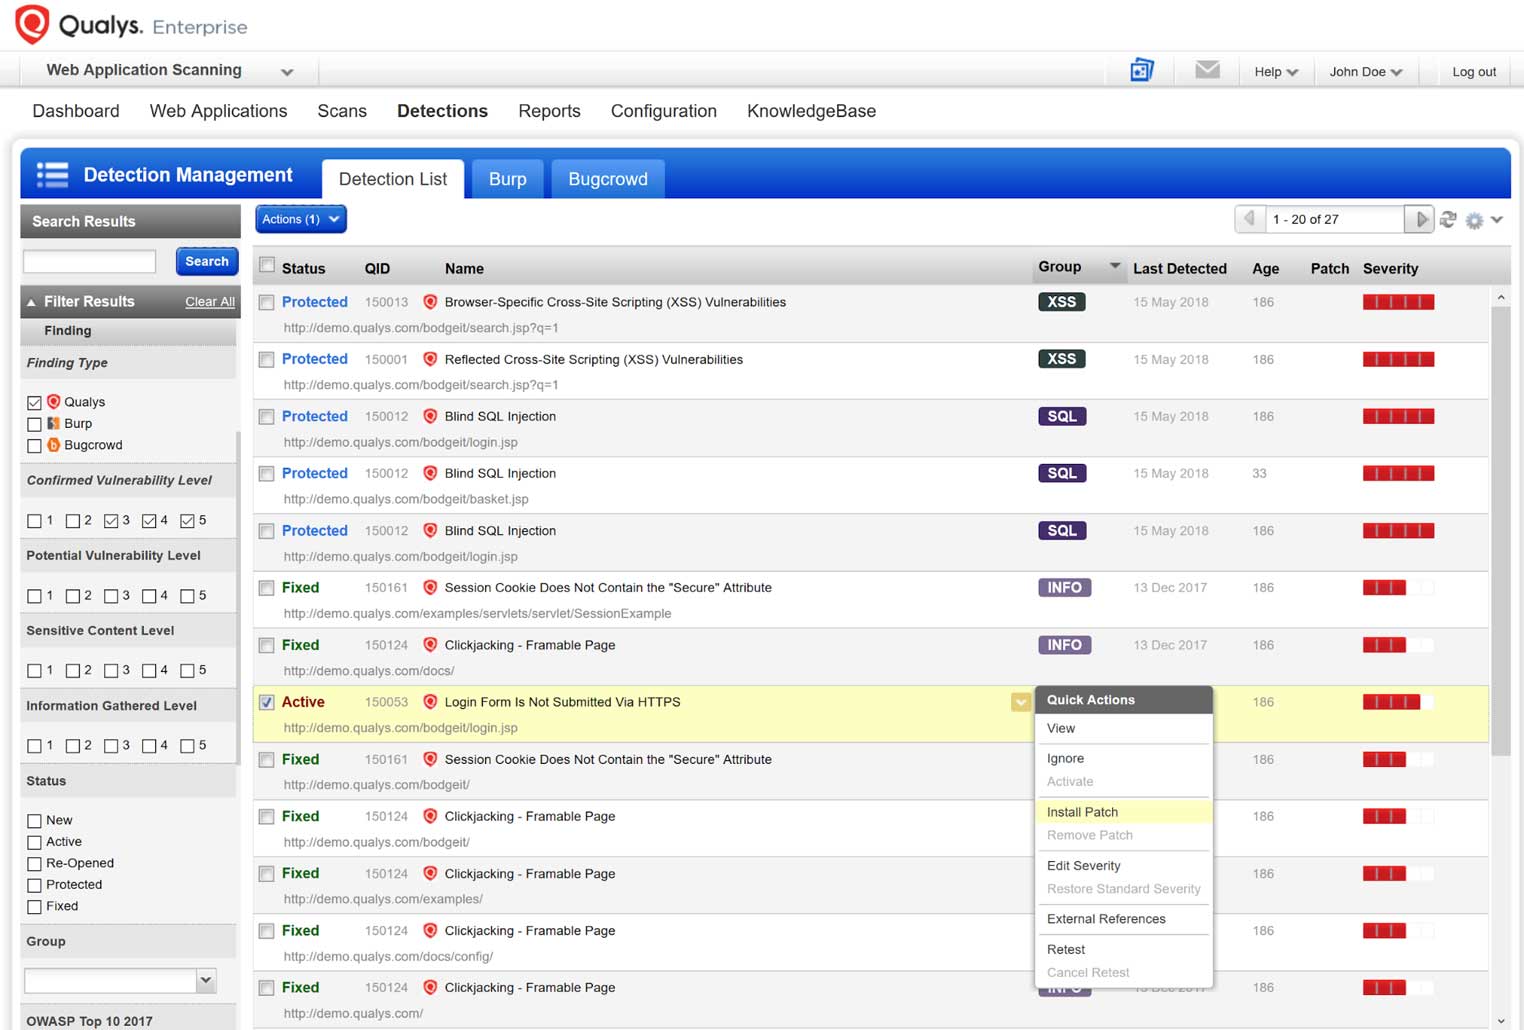 Qualys. Enterprise
Web Application Scanning
Help
John Doe
Log out
Dashboard Web Applications Scans Detections Reports Configuration KnowledgeBase
Detection Management
Detection List
Burp
Bugcrowd
Search Results
Search
Filter Results
Clear All
Finding
Finding Type
Qualys
Burp
Bugcrowd
Confirmed Vulnerability Level
1 2 3 4 5
Potential Vulnerability Level
1 2 3 4 5
Sensitive Content Level
1 2 3 4 5
Information Gathered Level
1 2 3 4 5
Status
New
Active
Re-Opened
Protected
Fixed
Group
OWASP Top 10 2017
Actions (1)
1 - 20 of 27
Status QID Name Group Last Detected Age Patch Severity
Protected 150013 Browser-Specific Cross-Site Scripting (XSS) Vulnerabilities XSS 15 May 2018 186
http://demo.qualys.com/bodgeit/search.jsp?q=1
Protected 150001 Reflected Cross-Site Scripting (XSS) Vulnerabilities XSS 15 May 2018 186
http://demo.qualys.com/bodgeit/search.jsp?q=1
Protected 150012 Blind SQL Injection SQL 15 May 2018 186
http://demo.qualys.com/bodgeit/login.jsp
Protected 150012 Blind SQL Injection SQL 15 May 2018 33
http://demo.qualys.com/bodgeit/basket.jsp
Protected 150012 Blind SQL Injection SQL 15 May 2018 186
http://demo.qualys.com/bodgeit/login.jsp
Fixed 150161 Session Cookie Does Not Contain the "Secure" Attribute INFO 13 Dec 2017 186
http://demo.qualys.com/examples/servlets/servlet/SessionExample
Fixed 150124 Clickjacking - Framable Page INFO 13 Dec 2017 186
http://demo.qualys.com/docs/
Active 150053 Login Form Is Not Submitted Via HTTPS 186
http://demo.qualys.com/bodgeit/login.jsp
Fixed 150161 Session Cookie Does Not Contain the "Secure" Attribute 186
http://demo.qualys.com/bodgeit/
Fixed 150124 Clickjacking - Framable Page 186
http://demo.qualys.com/bodgeit/
Fixed 150124 Clickjacking - Framable Page 186
http://demo.qualys.com/examples/
Fixed 150124 Clickjacking - Framable Page 186
http://demo.qualys.com/docs/config/
Fixed 150124 Clickjacking - Framable Page INFO 13 Dec 2017 186
http://demo.qualys.com/
Quick Actions
View
Ignore
Activate
Install Patch
Remove Patch
Edit Severity
Restore Standard Severity
External References
Retest
Cancel Retest